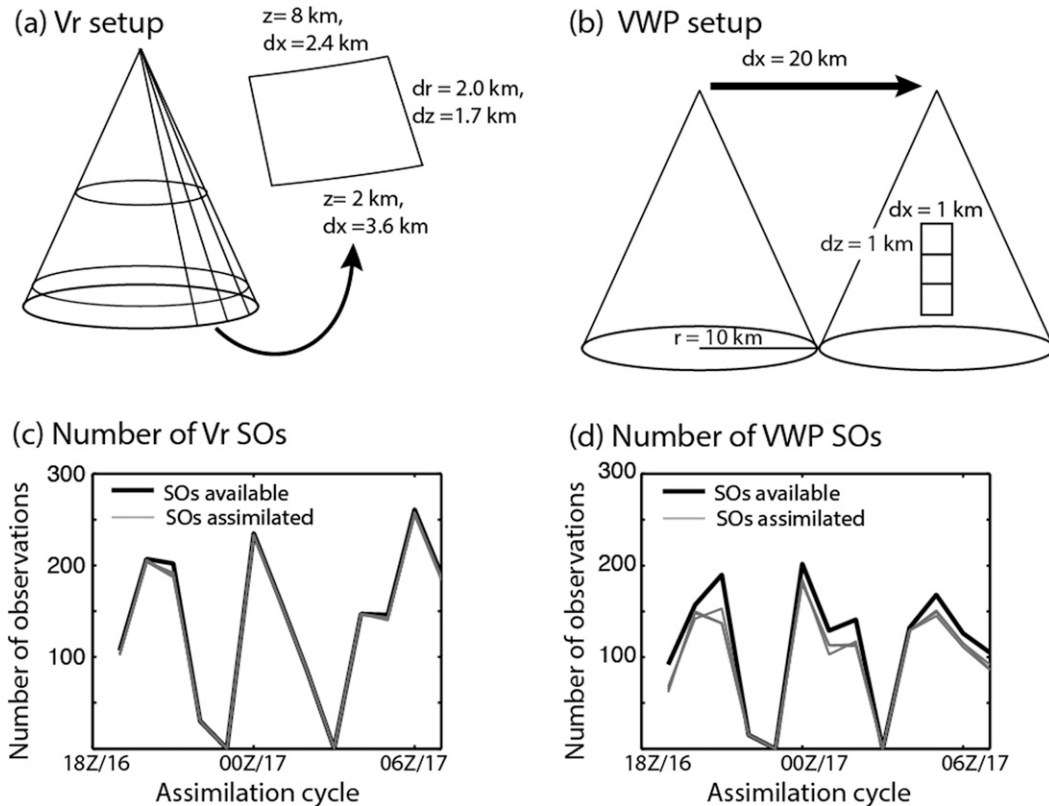 (a) Vr setup
z= 8 km,
dx =2.4 km
dr = 2.0 km,
dz = 1.7 km
z= 2 km,
dx =3.6 km
(b) VWP setup
dx = 20 km
dx = 1 km
dz = 1 km
r = 10 km
(c) Number of Vr SOs
Number of observations
300
200
100
SOs available
SOs assimilated
18Z/16
00Z/17
06Z/17
Assimilation cycle
(d) Number of VWP SOs
Number of observations
300
200
100
SOs available
SOs assimilated
18Z/16
00Z/17
06Z/17
Assimilation cycle